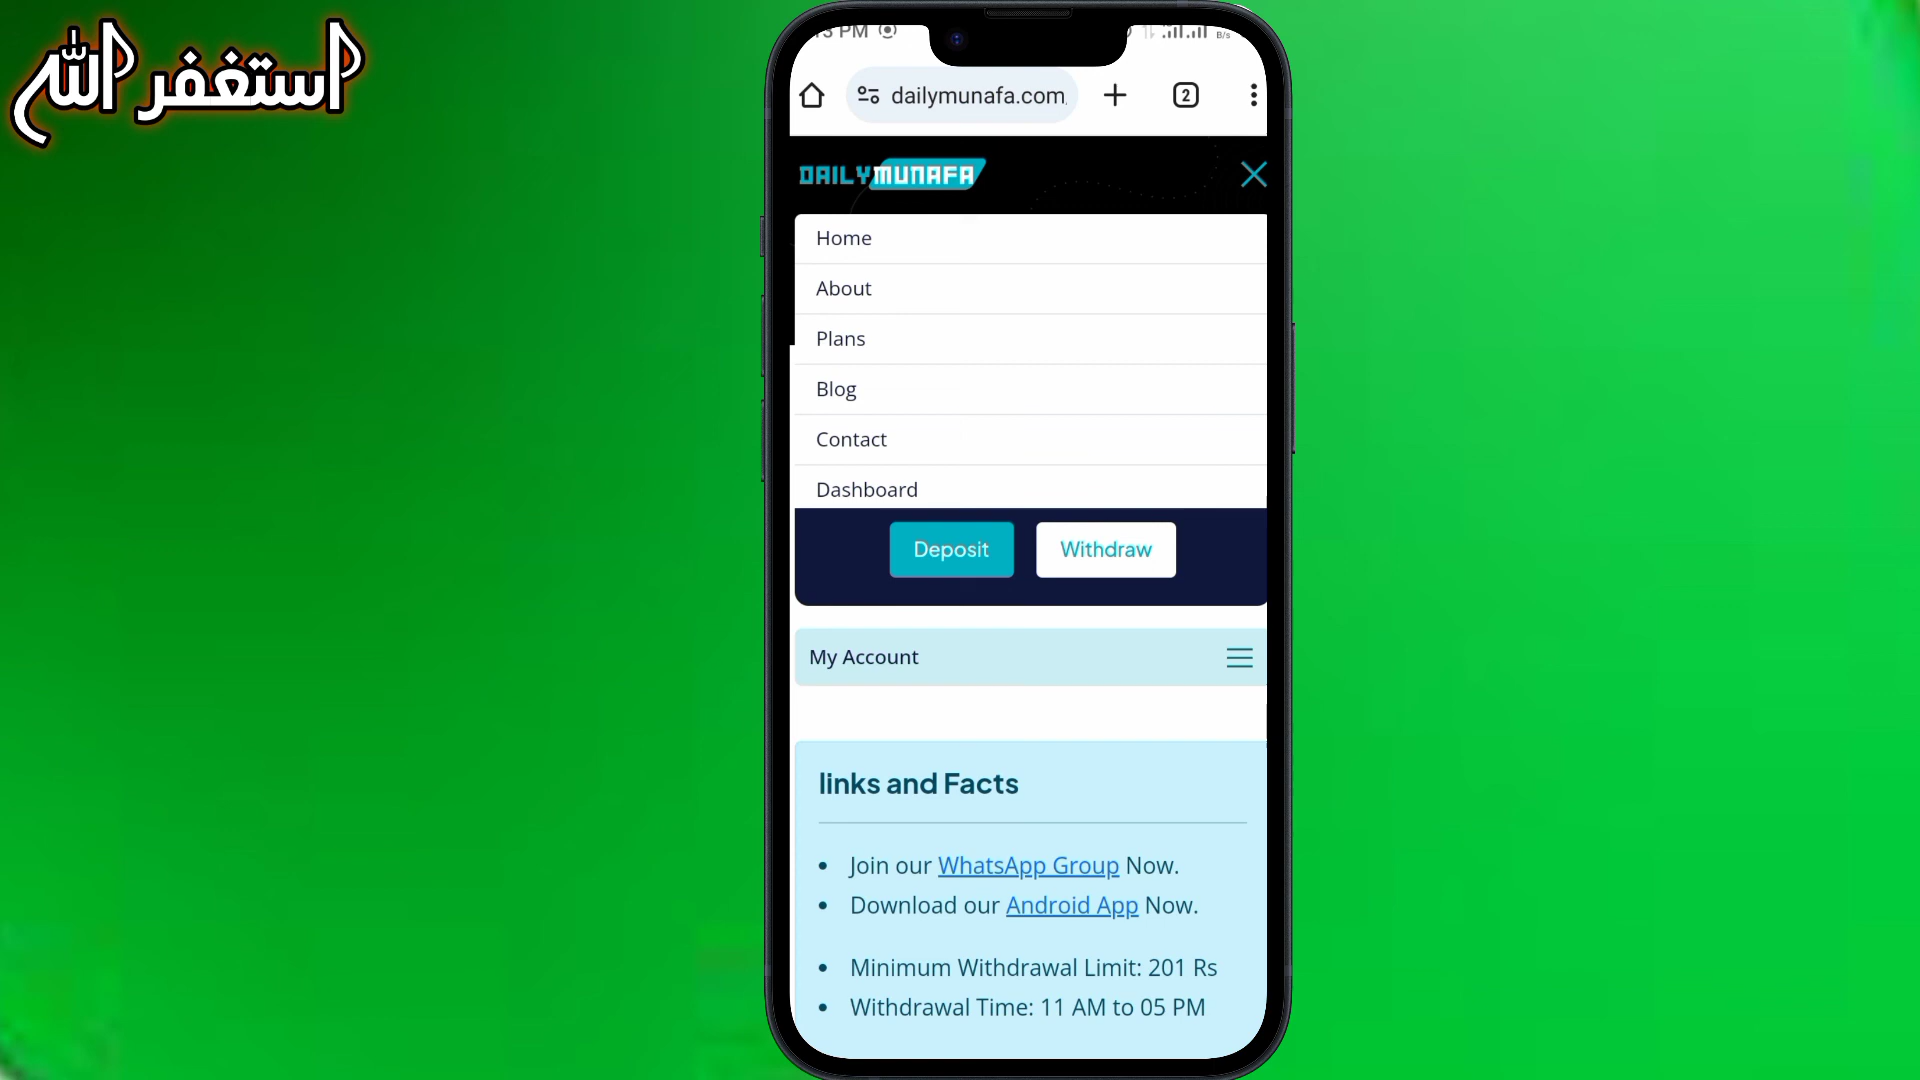 استغفر الله
PM
B/s
dailymunafa.com
2
DAILYMUNAFA
Home
About
Plans
Blog
Contact
Dashboard
Deposit
Withdraw
My Account
links and Facts
Join our WhatsApp Group Now.
Download our Android App Now.
Minimum Withdrawal Limit: 201 Rs
Withdrawal Time: 11 AM to 05 PM